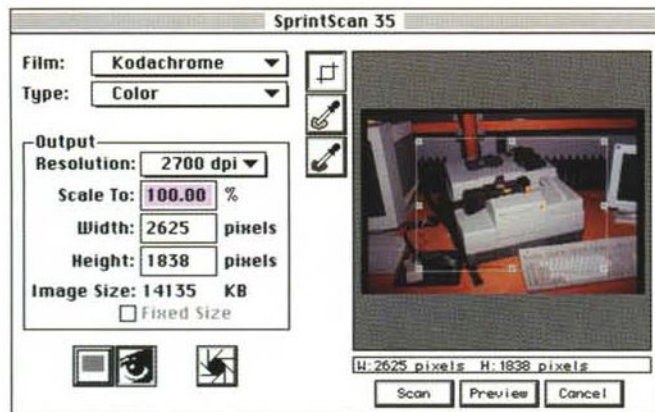 SprintScan 35
Film: Kodachrome
Type: Color
Output
Resolution: 2700 dpi
Scale To: 100.00 %
Width: 2625 pixels
Height: 1838 pixels
Image Size: 14135 KB
Fixed Size
W:2625 pixels H:1838 pixels
Scan Preview Cancel